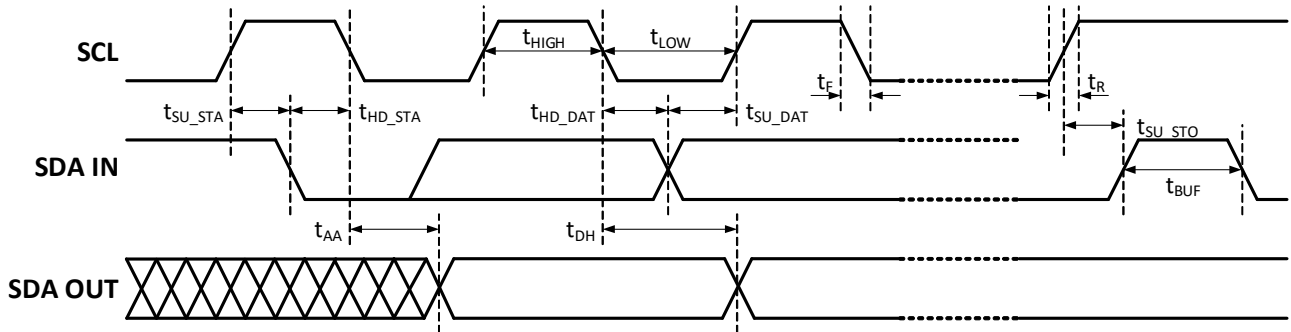 SCL
tHIGH
tLOW
tF
tR
tSU_STA
tHD_STA
tHD_DAT
tSU_DAT
tSU_STO
SDA IN
tBUF
tAA
tDH
SDA OUT